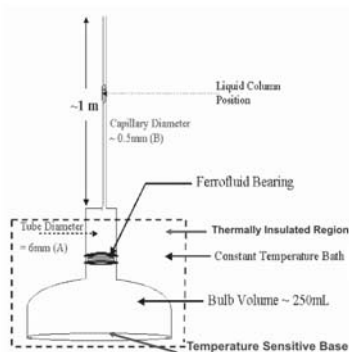 ~1 m
Liquid Column
Position
Capillary Diameter
~ 0.5mm (B)
Ferrofluid Bearing
Tube Diameter
= 6mm (A)
Thermally Insulated Region
Constant Temperature Bath
Bulb Volume ~ 250mL
Temperature Sensitive Base